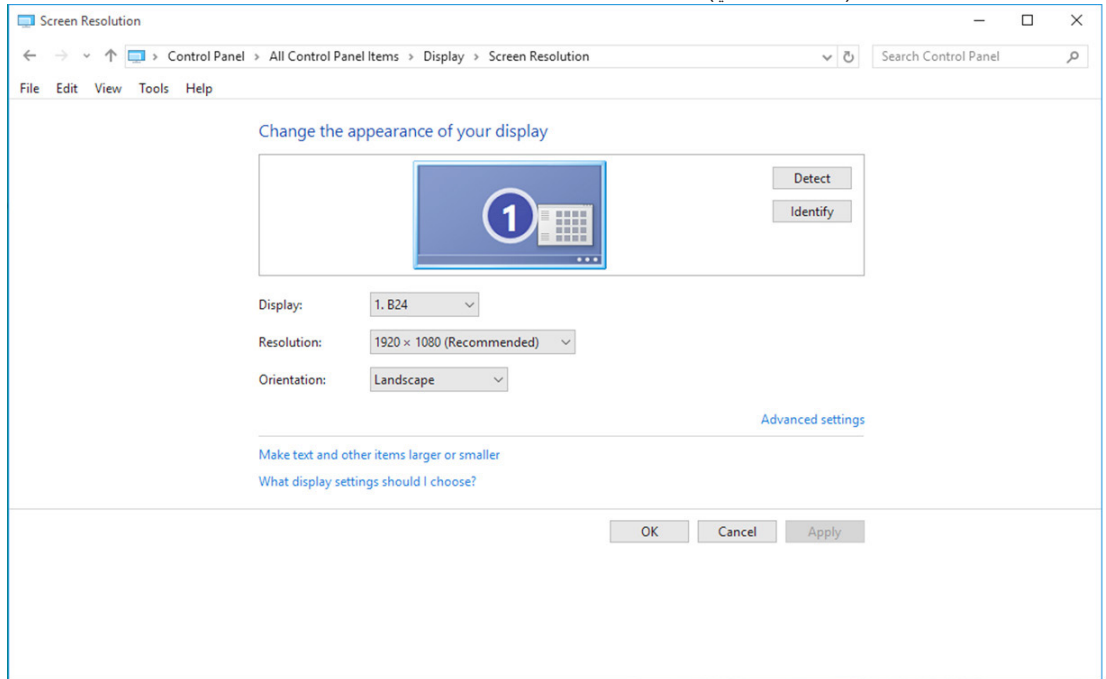 Screen Resolution
Control Panel > All Control Panel Items > Display > Screen Resolution
Search Control Panel
File Edit View Tools Help
Change the appearance of your display
1
Detect
Identify
Display: 1. B24
Resolution: 1920 × 1080 (Recommended)
Orientation: Landscape
Advanced settings
Make text and other items larger or smaller
What display settings should I choose?
OK Cancel Apply